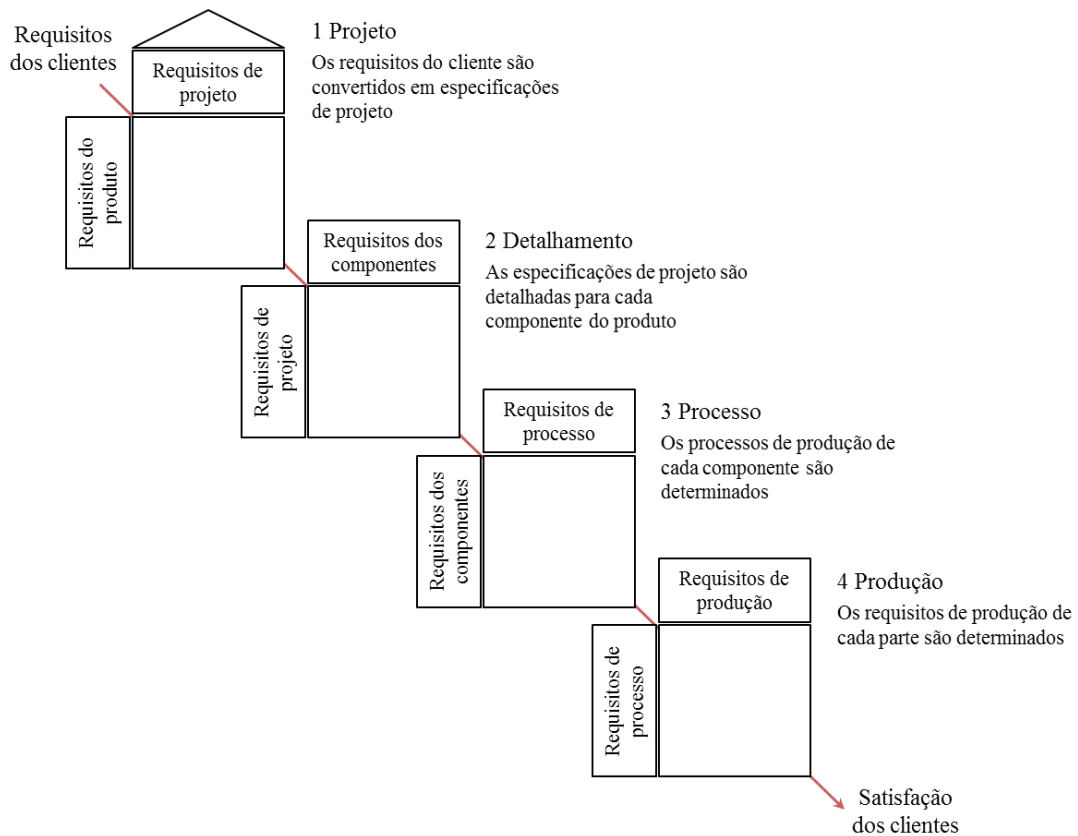 Requisitos
dos clientes
Requisitos de
projeto
1 Projeto
Os requisitos do cliente são
convertidos em especificações
de projeto
Requisitos do
produto
Requisitos dos
componentes
2 Detalhamento
As especificações de projeto são
detalhadas para cada
componente do produto
Requisitos de
projeto
Requisitos de
processo
3 Processo
Os processos de produção de
cada componente são
determinados
Requisitos dos
componentes
Requisitos de
produção
4 Produção
Os requisitos de produção de
cada parte são determinados
Requisitos de
processo
Satisfação
dos clientes